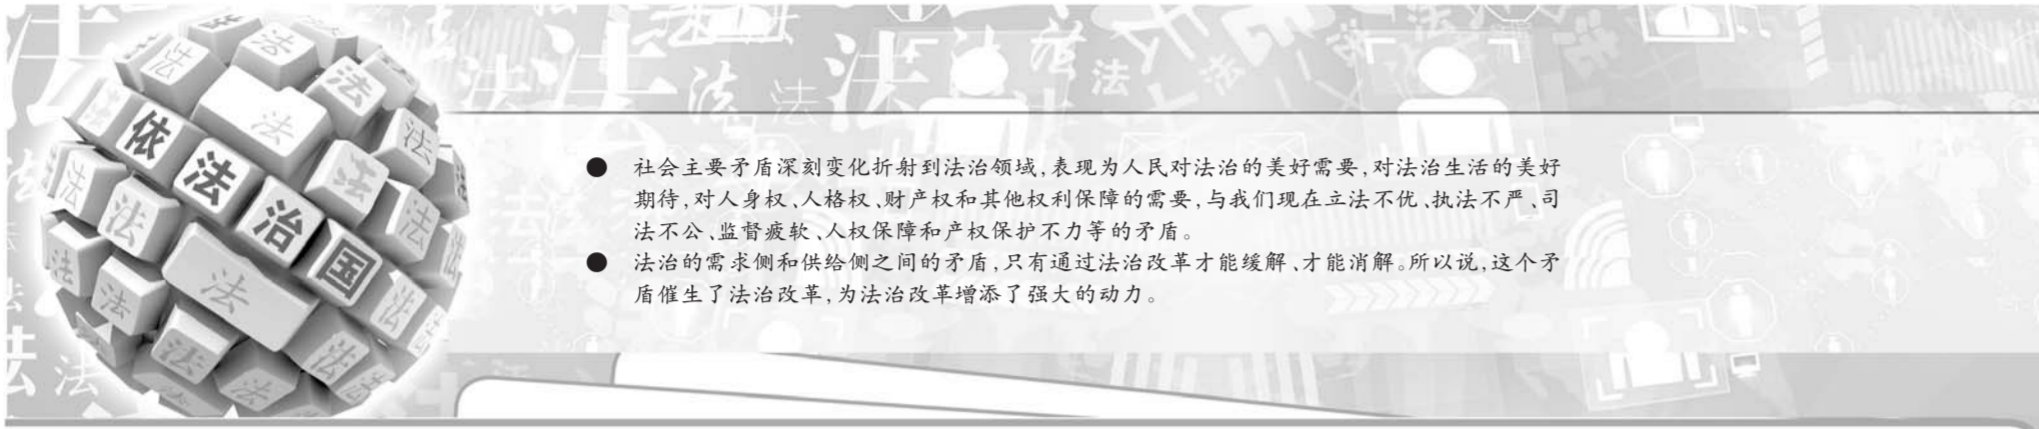 依法治国
● 社会主要矛盾深刻变化折射到法治领域,表现为人民对法治的美好需要,对法治生活的美好
期待,对人身权、人格权、财产权和其他权利保障的需要,与我们现在立法不优、执法不严、司
法不公、监督疲软、人权保障和产权保护不力等的矛盾。
● 法治的需求侧和供给侧之间的矛盾,只有通过法治改革才能缓解、才能消解。所以说,这个矛
盾催生了法治改革,为法治改革增添了强大的动力。